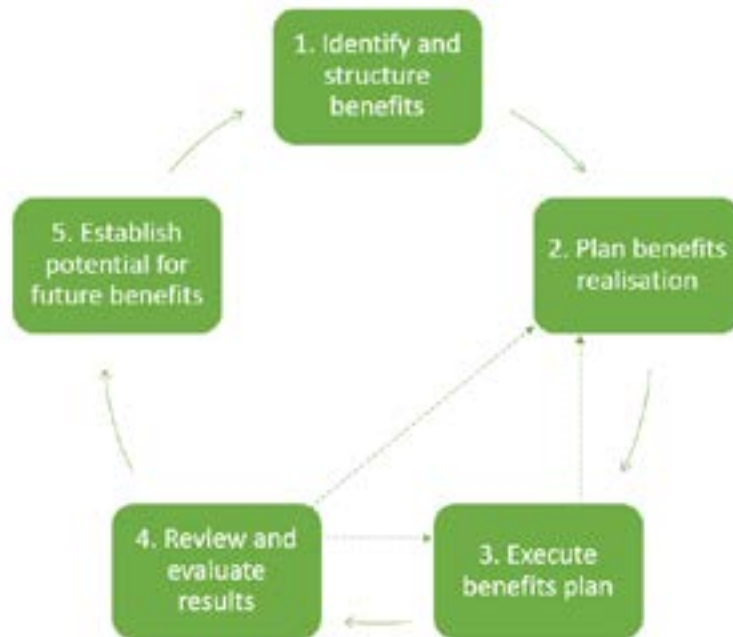 1. Identify and
structure
benefits
2. Plan benefits
realisation
3. Execute
benefits plan
4. Review and
evaluate
results
5. Establish
potential for
future benefits